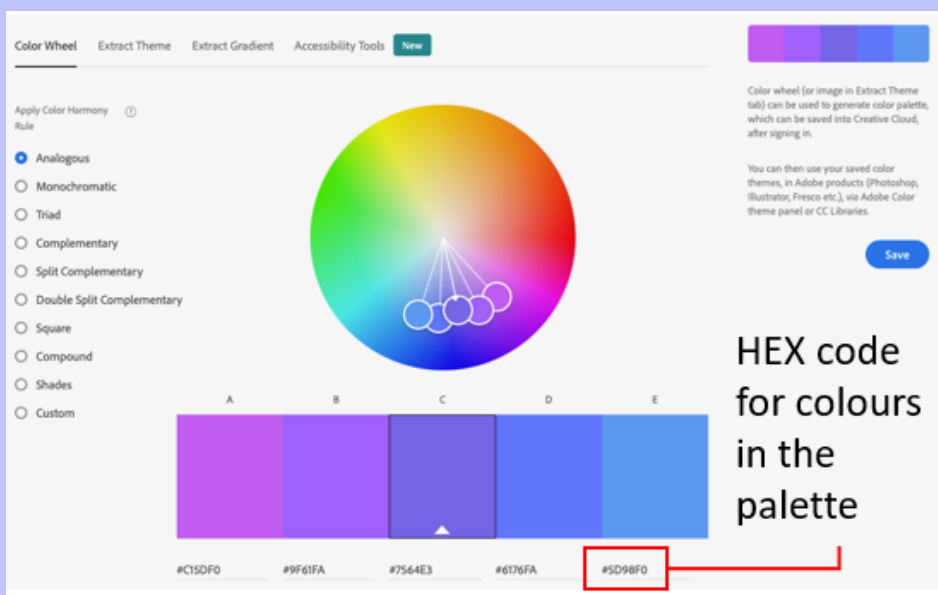 Color Wheel Extract Theme Extract Gradient Accessibility Tools New
Apply Color Harmony
Rule
?
Analogous
Monochromatic
Triad
Complementary
Split Complementary
Double Split Complementary
Square
Compound
Shades
Custom
A B C D E
#C15DF0 #9F61FA #7564E3 #6176FA #5D98F0
Color wheel (or image in Extract Theme
tab) can be used to generate color palette,
which can be saved into Creative Cloud,
after signing in.
You can then use your saved color
themes, in Adobe products (Photoshop,
Illustrator, Fresco etc.), via Adobe Color
theme panel or CC Libraries.
Save
HEX code
for colours
in the
palette